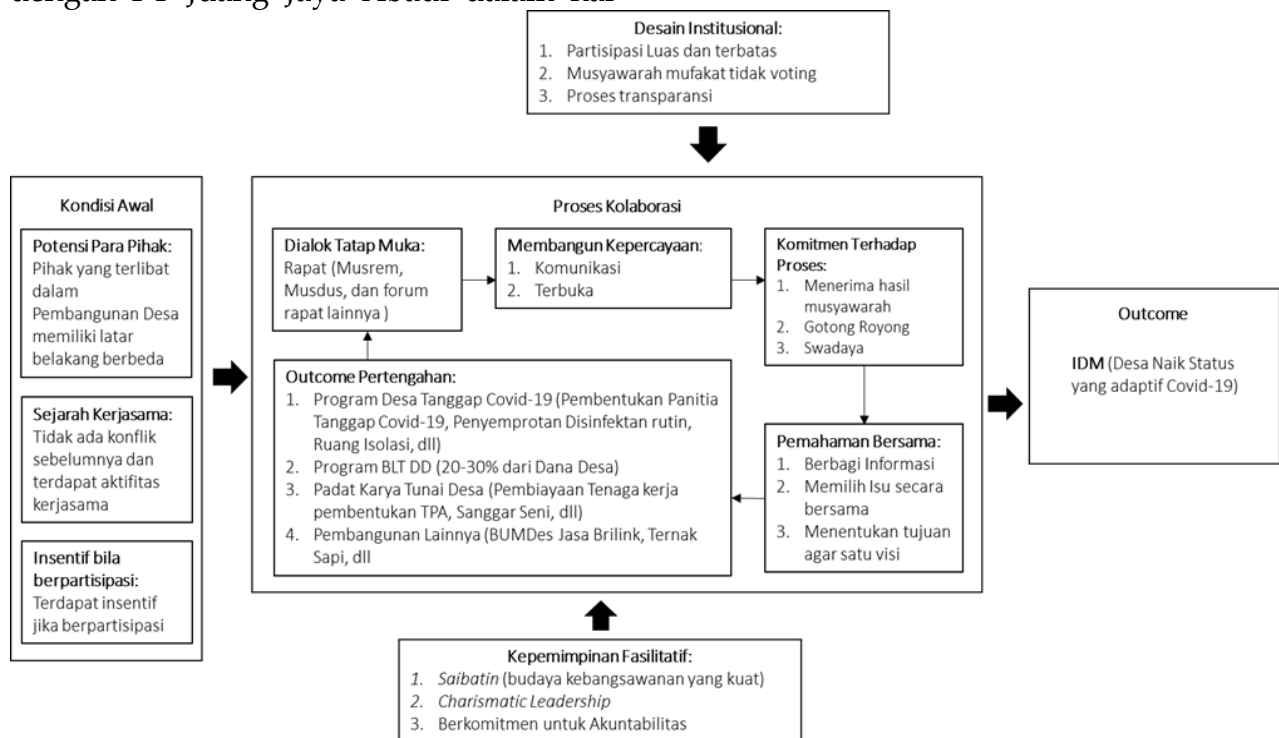 dengan PT Juang Jaya Abadi dalam hal
Desain Institusional:
1. Partisipasi Luas dan terbatas
2. Musyawarah mufakat tidak voting
3. Proses transparansi
Kondisi Awal
Potensi Para Pihak:
Pihak yang terlibat
dalam
Pembangunan Desa
memiliki latar
belakang berbeda
Sejarah Kerjasama:
Tidak ada konflik
sebelumnya dan
terdapat aktifitas
kerjasama
Insentif bila
berpartisipasi:
Terdapat insentif
jika berpartisipasi
Proses Kolaborasi
Dialok Tatap Muka:
Rapat (Musrem,
Musdus, dan forum
rapat lainnya )
Membangun Kepercayaan:
1. Komunikasi
2. Terbuka
Komitmen Terhadap
Proses:
1. Menerima hasil
musyawarah
2. Gotong Royong
3. Swadaya
Pemahaman Bersama:
1. Berbagi Informasi
2. Memilih Isu secara
bersama
3. Menentukan tujuan
agar satu visi
Outcome Pertengahan:
1. Program Desa Tanggap Covid-19 (Pembentukan Panitia
Tanggap Covid-19, Penyemprotan Disinfektan rutin,
Ruang Isolasi, dll)
2. Program BLT DD (20-30% dari Dana Desa)
3. Padat Karya Tunai Desa (Pembiayaan Tenaga kerja
pembentukan TPA, Sanggar Seni, dll)
4. Pembangunan Lainnya (BUMDes Jasa Brilink, Ternak
Sapi, dll
Outcome
IDM (Desa Naik Status
yang adaptif Covid-19)
Kepemimpinan Fasilitatif:
1. Saibatin (budaya kebangsawanan yang kuat)
2. Charismatic Leadership
3. Berkomitmen untuk Akuntabilitas